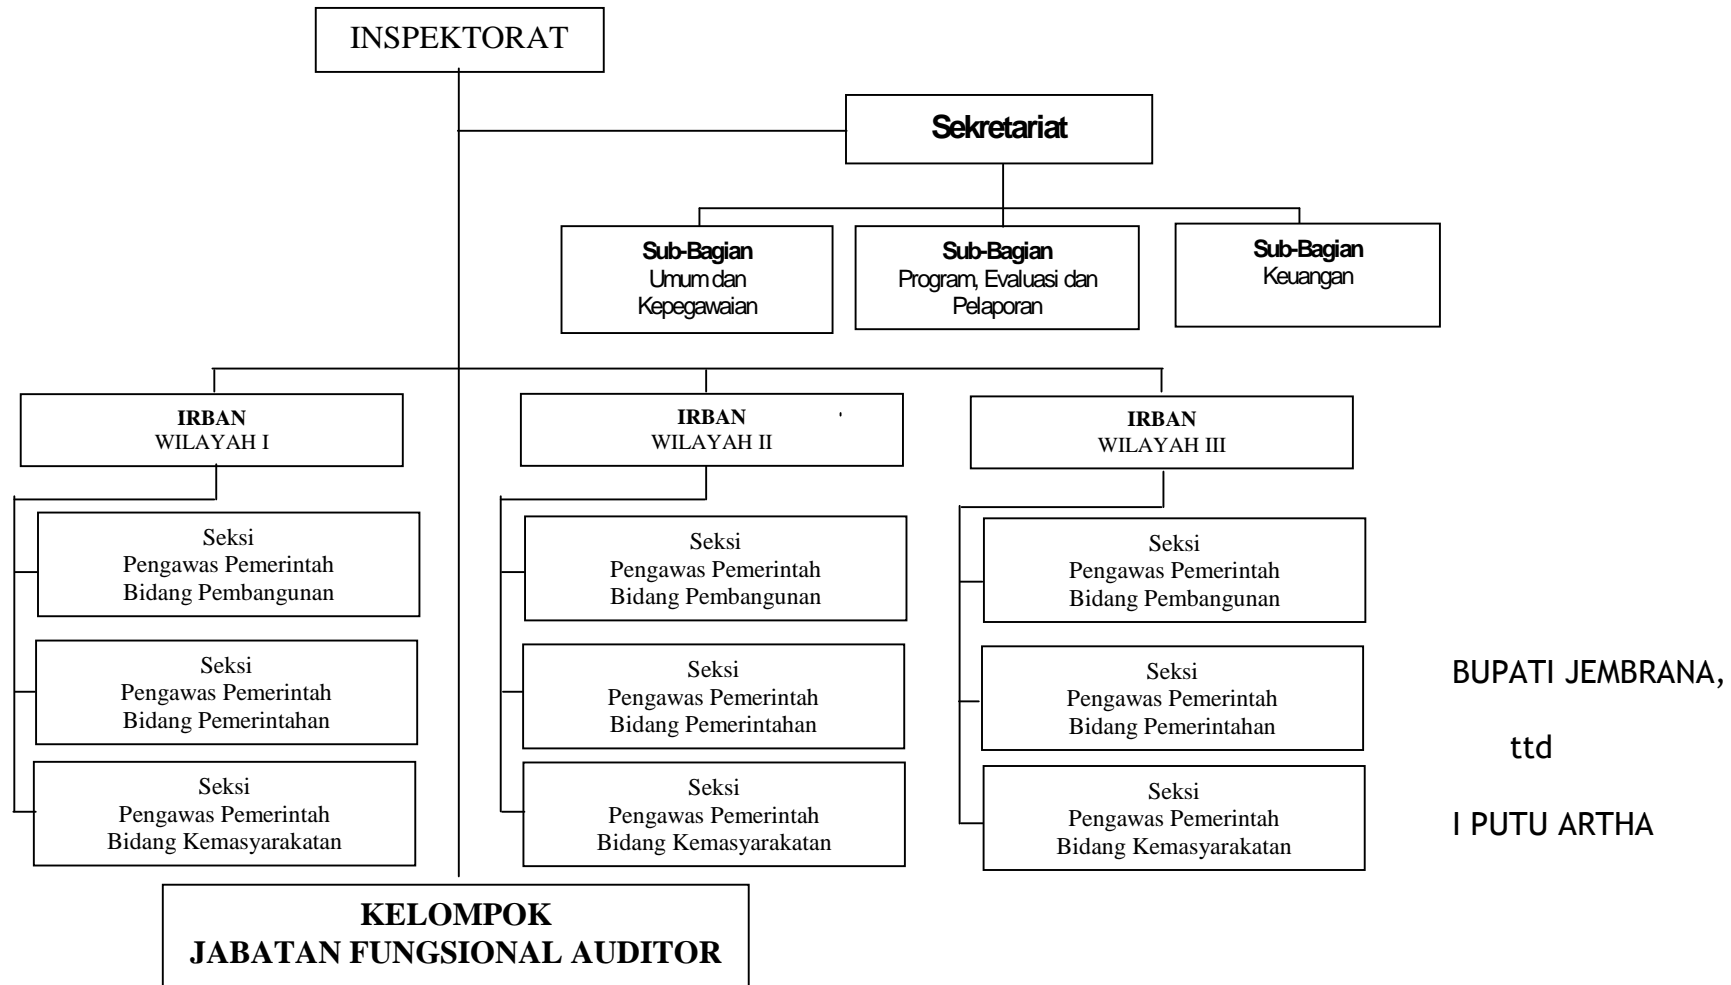 INSPEKTORAT
Sekretariat
Sub-Bagian
Umum dan
Kepegawaian
Sub-Bagian
Program, Evaluasi dan
Pelaporan
Sub-Bagian
Keuangan
IRBAN
WILAYAH I
IRBAN
WILAYAH II
IRBAN
WILAYAH III
Seksi
Pengawas Pemerintah
Bidang Pembangunan
Seksi
Pengawas Pemerintah
Bidang Pemerintahan
Seksi
Pengawas Pemerintah
Bidang Kemasyarakatan
Seksi
Pengawas Pemerintah
Bidang Pembangunan
Seksi
Pengawas Pemerintah
Bidang Pemerintahan
Seksi
Pengawas Pemerintah
Bidang Kemasyarakatan
Seksi
Pengawas Pemerintah
Bidang Pembangunan
Seksi
Pengawas Pemerintah
Bidang Pemerintahan
Seksi
Pengawas Pemerintah
Bidang Kemasyarakatan
KELOMPOK
JABATAN FUNGSIONAL AUDITOR
BUPATI JEMBRANA,
ttd
I PUTU ARTHA